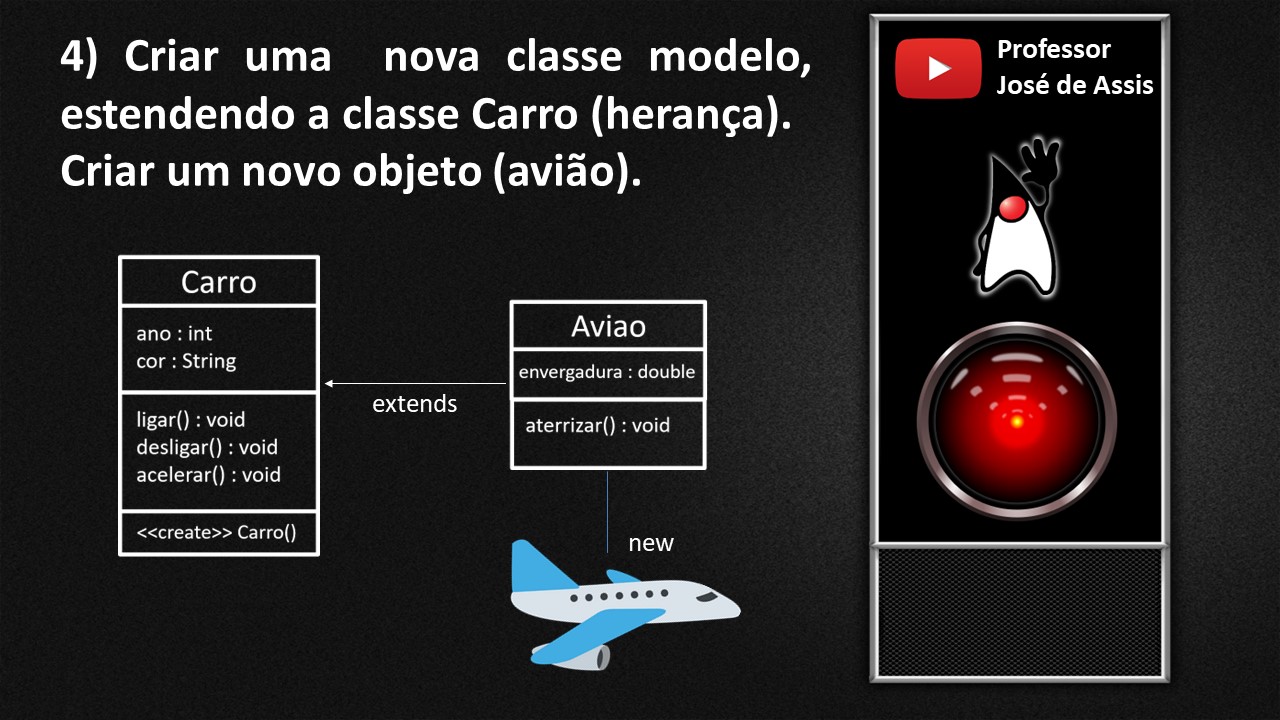 4) Criar uma nova classe modelo,
estendendo a classe Carro (herança).
Criar um novo objeto (avião).
Professor
José de Assis
Carro
ano : int
cor : String
ligar() : void
desligar() : void
acelerar() : void
<<create>> Carro()
extends
Aviao
envergadura : double
aterrizar() : void
new